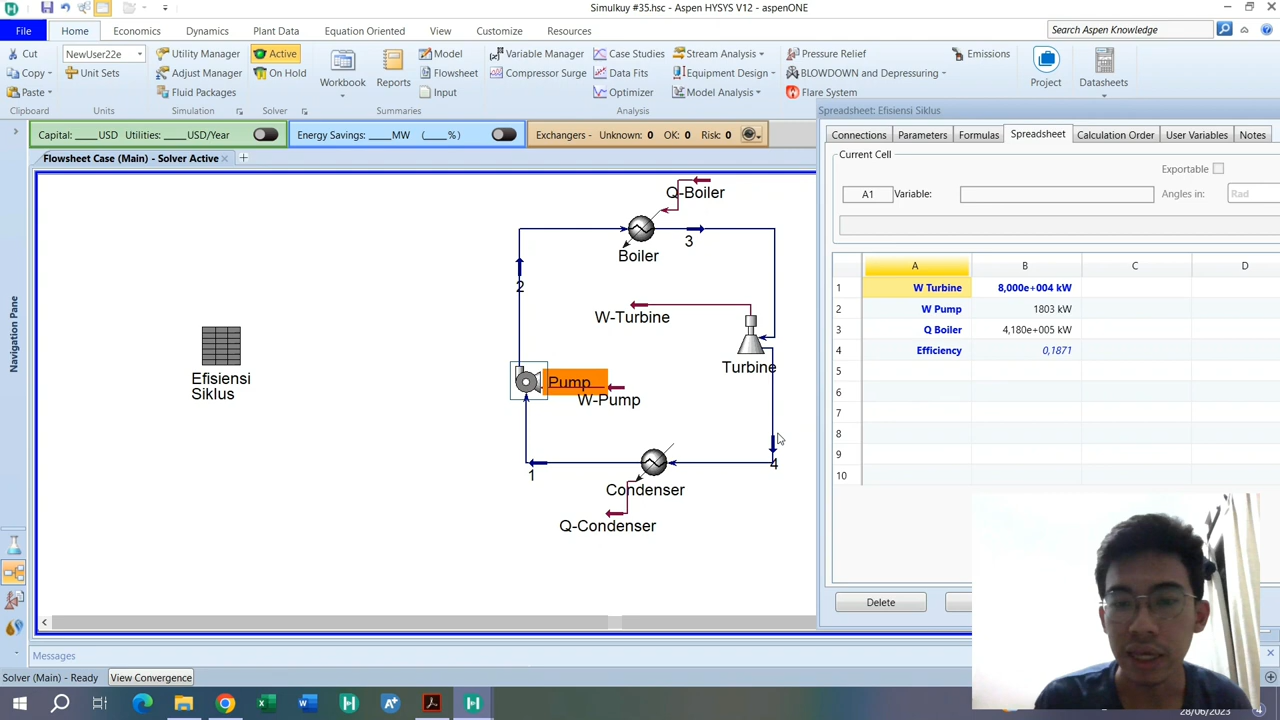 Simulkuy #35.hsc - Aspen HYSYS V12 - aspenONE
File Home Economics Dynamics Plant Data Equation Oriented View Customize Resources Search Aspen Knowledge
Cut NewUser22e Utility Manager Active Model Variable Manager Case Studies Stream Analysis Pressure Relief Emissions
Copy Unit Sets Adjust Manager On Hold Workbook Reports Flowsheet Compressor Surge Data Fits Equipment Design BLOWDOWN and Depressuring Project Datasheets
Paste Fluid Packages Input Optimizer Model Analysis Flare System
Clipboard Units Simulation Solver Summaries Analysis
Spreadsheet: Efisiensi Siklus
Capital: ____ USD Utilities: ____ USD/Year Energy Savings: ____ MW (____ %) Exchangers - Unknown: 0 OK: 0 Risk: 0
Connections Parameters Formulas Spreadsheet Calculation Order User Variables Notes
Flowsheet Case (Main) - Solver Active
Current Cell
Exportable
A1 Variable: Angles in: Rad
Navigation Pane
Q-Boiler
Boiler
3
2
W-Turbine
Turbine
Efisiensi
Siklus
Pump
W-Pump
4
1
Condenser
Q-Condenser
A B C D
1 W Turbine 8,000e+004 kW
2 W Pump 1803 kW
3 Q Boiler 4,180e+005 kW
4 Efficiency 0,1871
5
6
7
8
9
10
Delete
Messages
Solver (Main) - Ready View Convergence
28/06/2023